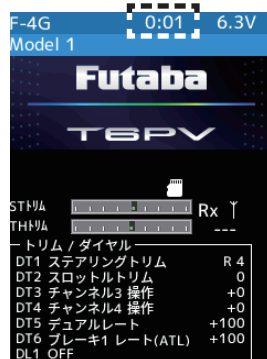 F-4G 0:01 6.3V
Model 1
Futaba
T6PV
STトリム Rx
THトリム ---
トリム / ダイヤル
DT1 ステアリングトリム R 4
DT2 スロットルトリム 0
DT3 チャンネル3 操作 +0
DT4 チャンネル4 操作 +0
DT5 デュアルレート +100
DT6 ブレーキ1 レート(ATL) +100
DL1 OFF